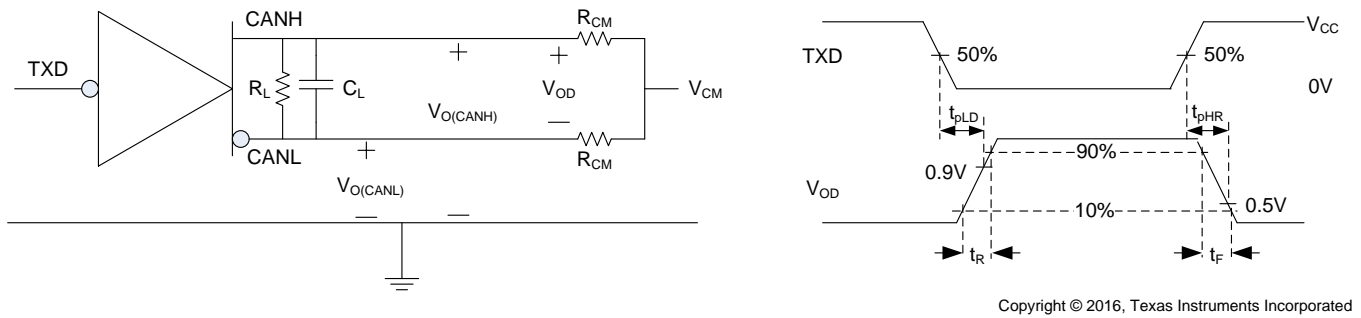 CANH
TXD
R_L
C_L
R_CM
+
+
V_OD
V_O(CANH)
−
V_CM
CANL
+
R_CM
V_O(CANL)
−
−
TXD
50%
50%
V_CC
0V
t_pLD
t_pHR
90%
0.9V
V_OD
10%
0.5V
t_R
t_F
Copyright © 2016, Texas Instruments Incorporated